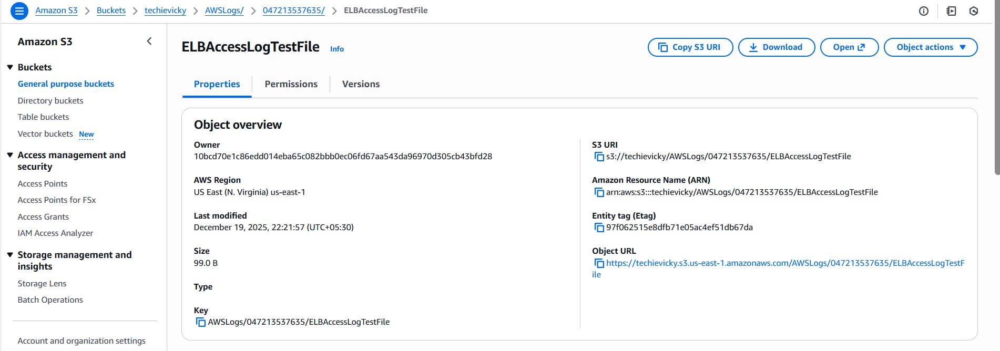 Amazon S3 > Buckets > techievicky > AWSLogs/ > 047213537635/ > ELBAccessLogTestFile
Amazon S3
Buckets
General purpose buckets
Directory buckets
Table buckets
Vector buckets New
Access management and
security
Access Points
Access Points for FSx
Access Grants
IAM Access Analyzer
Storage management and
insights
Storage Lens
Batch Operations
Account and organization settings
ELBAccessLogTestFile Info
Copy S3 URI Download Open Object actions
Properties Permissions Versions
Object overview
Owner
10bcd70e1c86edd014eba65c082bbb0ec06fd67aa543da96970d305cb43bfd28
AWS Region
US East (N. Virginia) us-east-1
Last modified
December 19, 2025, 22:21:57 (UTC+05:30)
Size
99.0 B
Type
Key
AWSLogs/047213537635/ELBAccessLogTestFile
S3 URI
s3://techievicky/AWSLogs/047213537635/ELBAccessLogTestFile
Amazon Resource Name (ARN)
arn:aws:s3:::techievicky/AWSLogs/047213537635/ELBAccessLogTestFile
Entity tag (Etag)
97f062515e8dfb71e05ac4ef51db67da
Object URL
https://techievicky.s3.us-east-1.amazonaws.com/AWSLogs/047213537635/ELBAccessLogTestF
ile